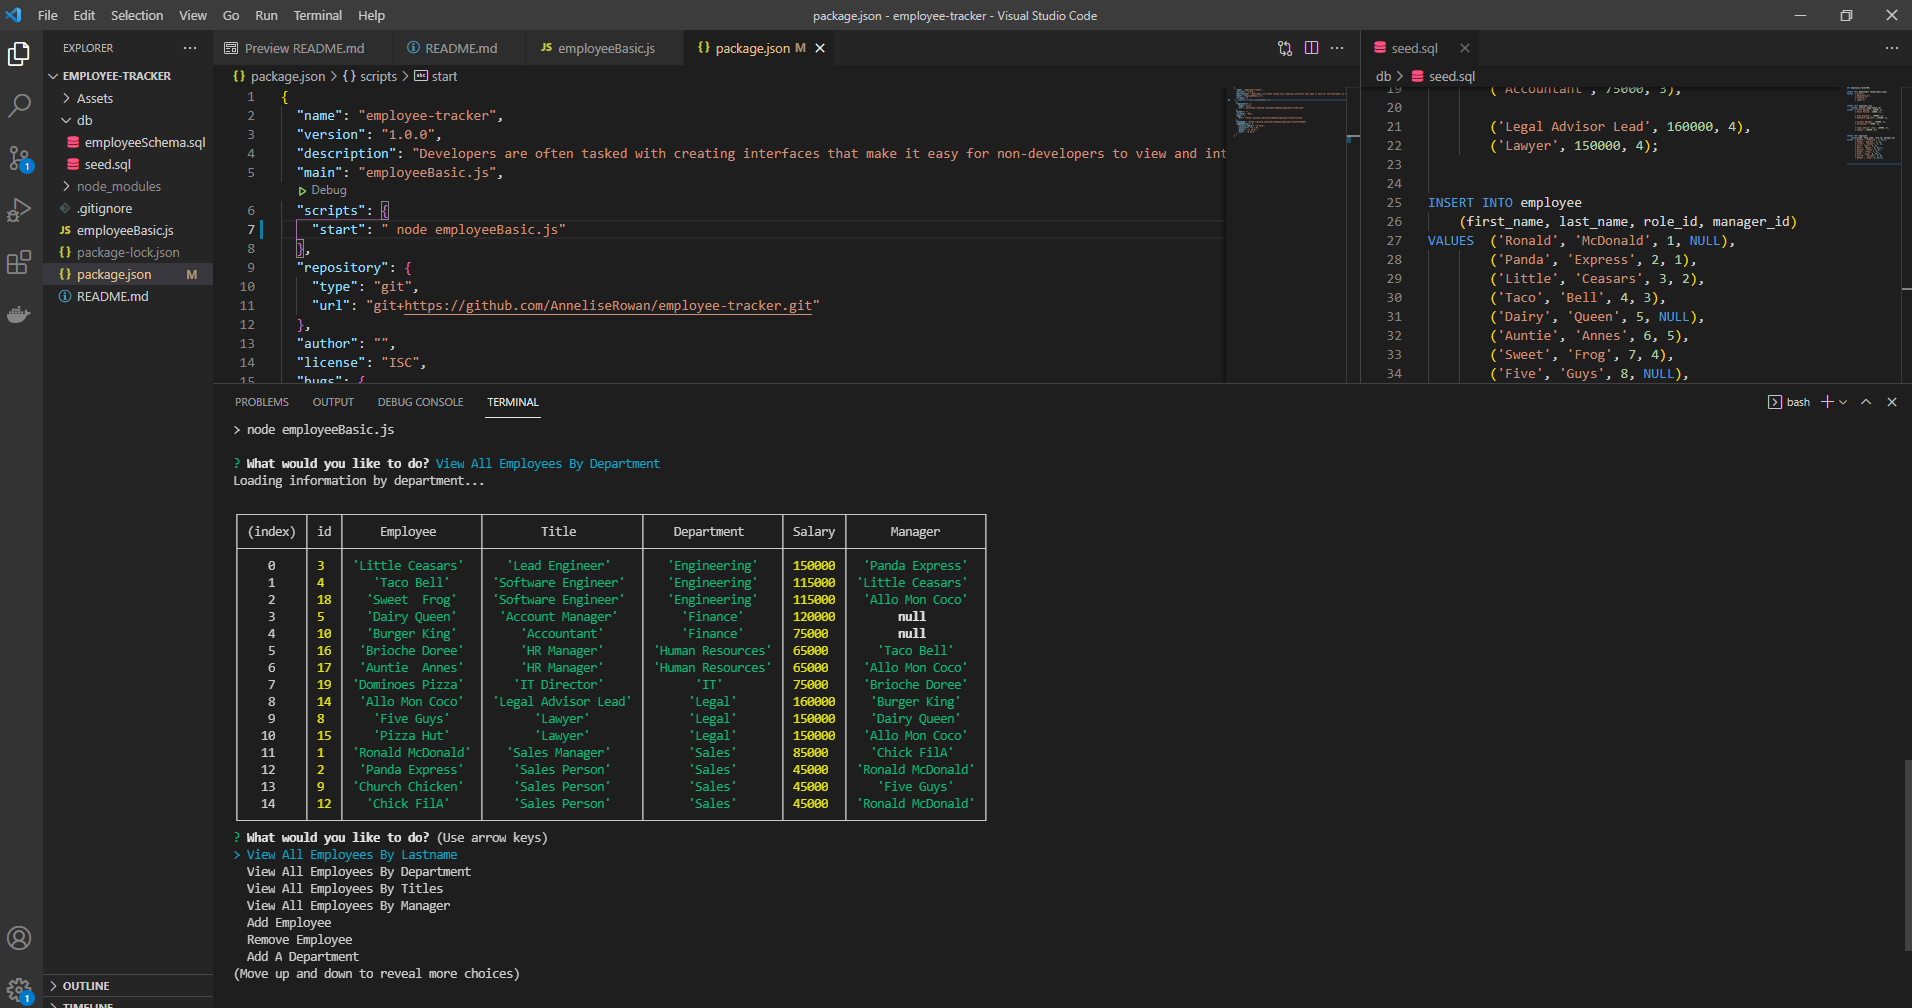 File Edit Selection View Go Run Terminal Help
package.json - employee-tracker - Visual Studio Code
EXPLORER
EMPLOYEE-TRACKER
Assets
db
employeeSchema.sql
seed.sql
node_modules
.gitignore
JS employeeBasic.js
{} package-lock.json
{} package.json M
README.md
OUTLINE
TIMELINE
1
1
Preview README.md
README.md
JS employeeBasic.js
{} package.json M
{} package.json > {} scripts > start
1 {
2 "name": "employee-tracker",
3 "version": "1.0.0",
4 "description": "Developers are often tasked with creating interfaces that make it easy for non-developers to view and int
5 "main": "employeeBasic.js",
Debug
6 "scripts": {
7 "start": " node employeeBasic.js"
8 },
9 "repository": {
10 "type": "git",
11 "url": "git+https://github.com/AnneliseRowan/employee-tracker.git"
12 },
13 "author": "",
14 "license": "ISC",
15 "bugs": {
seed.sql
db > seed.sql
19 ('Accountant', 75000, 3),
20
21 ('Legal Advisor Lead', 160000, 4),
22 ('Lawyer', 150000, 4);
23
24
25 INSERT INTO employee
26 (first_name, last_name, role_id, manager_id)
27 VALUES ('Ronald', 'McDonald', 1, NULL),
28 ('Panda', 'Express', 2, 1),
29 ('Little', 'Ceasars', 3, 2),
30 ('Taco', 'Bell', 4, 3),
31 ('Dairy', 'Queen', 5, NULL),
32 ('Auntie', 'Annes', 6, 5),
33 ('Sweet', 'Frog', 7, 4),
34 ('Five', 'Guys', 8, NULL),
PROBLEMS OUTPUT DEBUG CONSOLE TERMINAL
bash
> node employeeBasic.js
? What would you like to do? View All Employees By Department
Loading information by department...
(index) id Employee Title Department Salary Manager
0 3 'Little Ceasars' 'Lead Engineer' 'Engineering' 150000 'Panda Express'
1 4 'Taco Bell' 'Software Engineer' 'Engineering' 115000 'Little Ceasars'
2 18 'Sweet  Frog' 'Software Engineer' 'Engineering' 115000 'Allo Mon Coco'
3 5 'Dairy Queen' 'Account Manager' 'Finance' 120000 null
4 10 'Burger King' 'Accountant' 'Finance' 75000 null
5 16 'Brioche Doree' 'HR Manager' 'Human Resources' 65000 'Taco Bell'
6 17 'Auntie  Annes' 'HR Manager' 'Human Resources' 65000 'Allo Mon Coco'
7 19 'Dominoes Pizza' 'IT Director' 'IT' 75000 'Brioche Doree'
8 14 'Allo Mon Coco' 'Legal Advisor Lead' 'Legal' 160000 'Burger King'
9 8 'Five Guys' 'Lawyer' 'Legal' 150000 'Dairy Queen'
10 15 'Pizza Hut' 'Lawyer' 'Legal' 150000 'Allo Mon Coco'
11 1 'Ronald McDonald' 'Sales Manager' 'Sales' 85000 'Chick FilA'
12 2 'Panda Express' 'Sales Person' 'Sales' 45000 'Ronald McDonald'
13 9 'Church Chicken' 'Sales Person' 'Sales' 45000 'Five Guys'
14 12 'Chick FilA' 'Sales Person' 'Sales' 45000 'Ronald McDonald'
? What would you like to do? (Use arrow keys)
> View All Employees By Lastname
View All Employees By Department
View All Employees By Titles
View All Employees By Manager
Add Employee
Remove Employee
Add A Department
(Move up and down to reveal more choices)